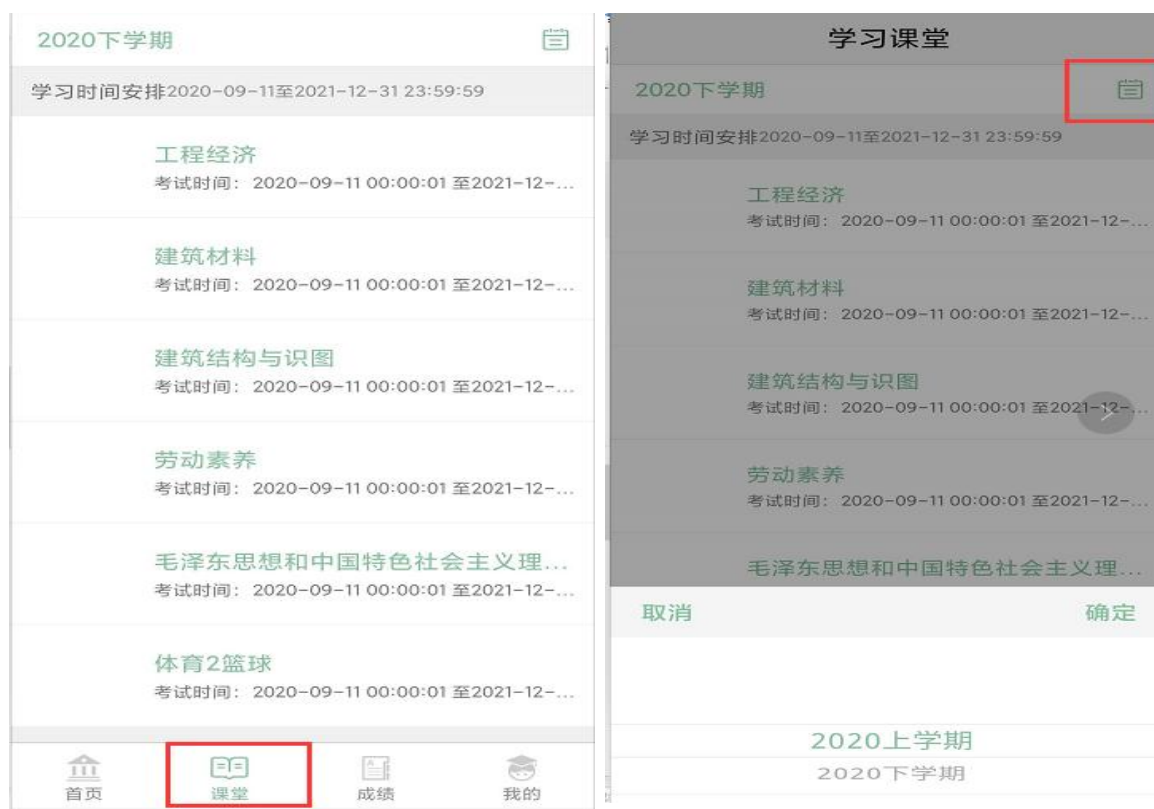 2020下学期
学习时间安排2020-09-11至2021-12-31 23:59:59
工程经济
考试时间: 2020-09-11 00:00:01 至2021-12-...
建筑材料
考试时间: 2020-09-11 00:00:01 至2021-12-...
建筑结构与识图
考试时间: 2020-09-11 00:00:01 至2021-12-...
劳动素养
考试时间: 2020-09-11 00:00:01 至2021-12-...
毛泽东思想和中国特色社会主义理...
考试时间: 2020-09-11 00:00:01 至2021-12-...
体育2篮球
考试时间: 2020-09-11 00:00:01 至2021-12-...
首页
课堂
成绩
我的
学习课堂
2020下学期
学习时间安排2020-09-11至2021-12-31 23:59:59
工程经济
考试时间: 2020-09-11 00:00:01 至2021-12-...
建筑材料
考试时间: 2020-09-11 00:00:01 至2021-12-...
建筑结构与识图
考试时间: 2020-09-11 00:00:01 至2021-12-...
劳动素养
考试时间: 2020-09-11 00:00:01 至2021-12-...
毛泽东思想和中国特色社会主义理...
取消 确定
2020上学期
2020下学期